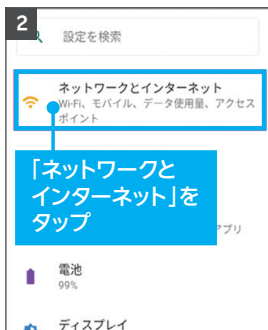 2
設定を検索
ネットワークとインターネット
Wi-Fi、モバイル、データ使用量、アクセス
ポイント
「ネットワークと
インターネット」を
タップ
アプリ
電池
99%
ディスプレイ